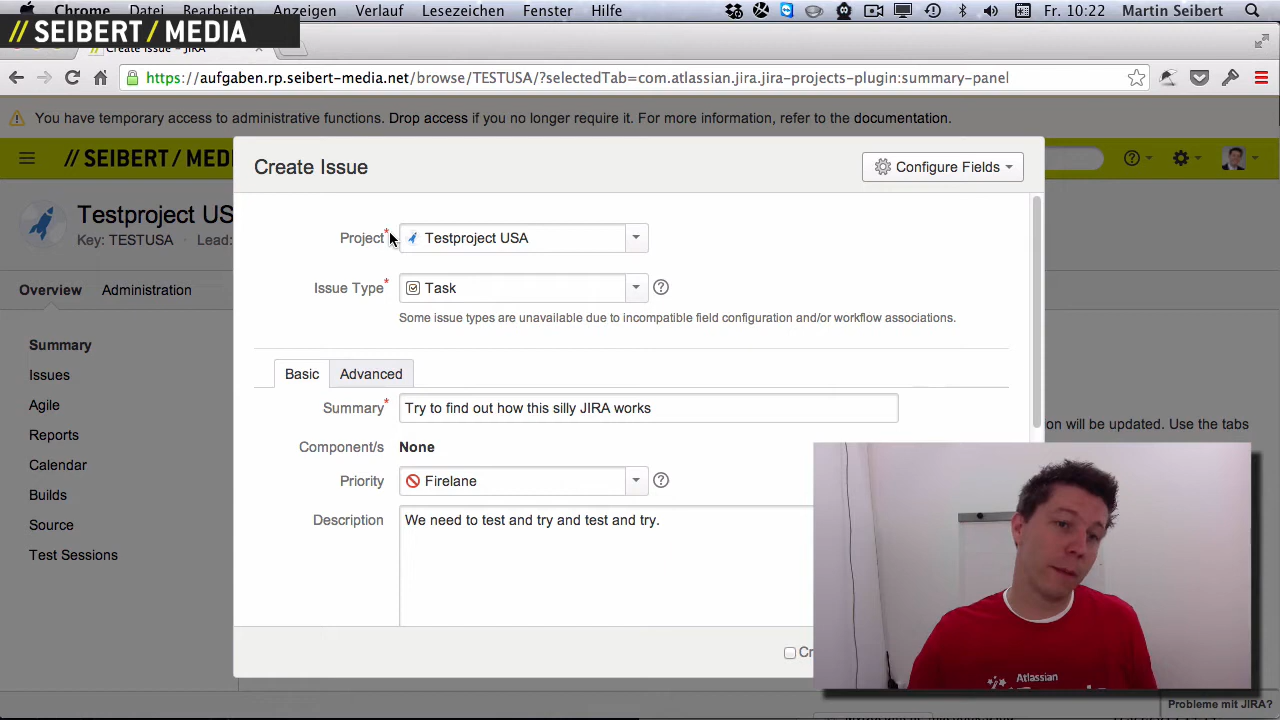 Chrome Datei Bearbeiten Anzeigen Verlauf Lesezeichen Fenster Hilfe Fr. 10:22 Martin Seibert
// SEIBERT / MEDIA
Create Issue - JIRA
https://aufgaben.rp.seibert-media.net/browse/TESTUSA/?selectedTab=com.atlassian.jira.jira-projects-plugin:summary-panel
You have temporary access to administrative functions. Drop access if you no longer require it. For more information, refer to the documentation.
// SEIBERT / MED
Create Issue
Configure Fields
Testproject US
Key: TESTUSA · Lead:
Project* Testproject USA
Issue Type* Task
Some issue types are unavailable due to incompatible field configuration and/or workflow associations.
Overview Administration
Summary
Issues
Agile
Reports
Calendar
Builds
Source
Test Sessions
Basic Advanced
Summary* Try to find out how this silly JIRA works
Component/s None
Priority Firelane
Description We need to test and try and test and try.
on will be updated. Use the tabs
Cr
Atlassian
Probleme mit JIRA?